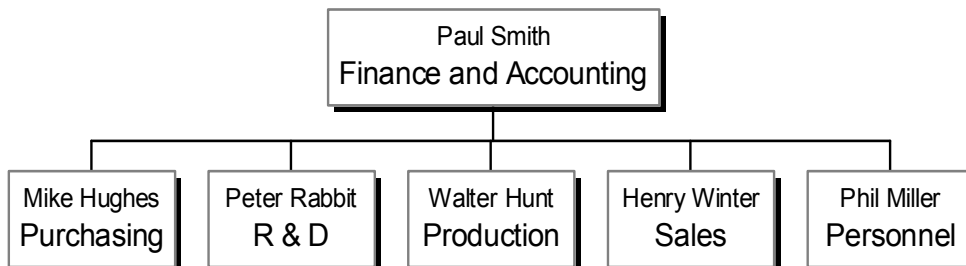 Paul Smith
Finance and Accounting
Mike Hughes
Purchasing
Peter Rabbit
R & D
Walter Hunt
Production
Henry Winter
Sales
Phil Miller
Personnel